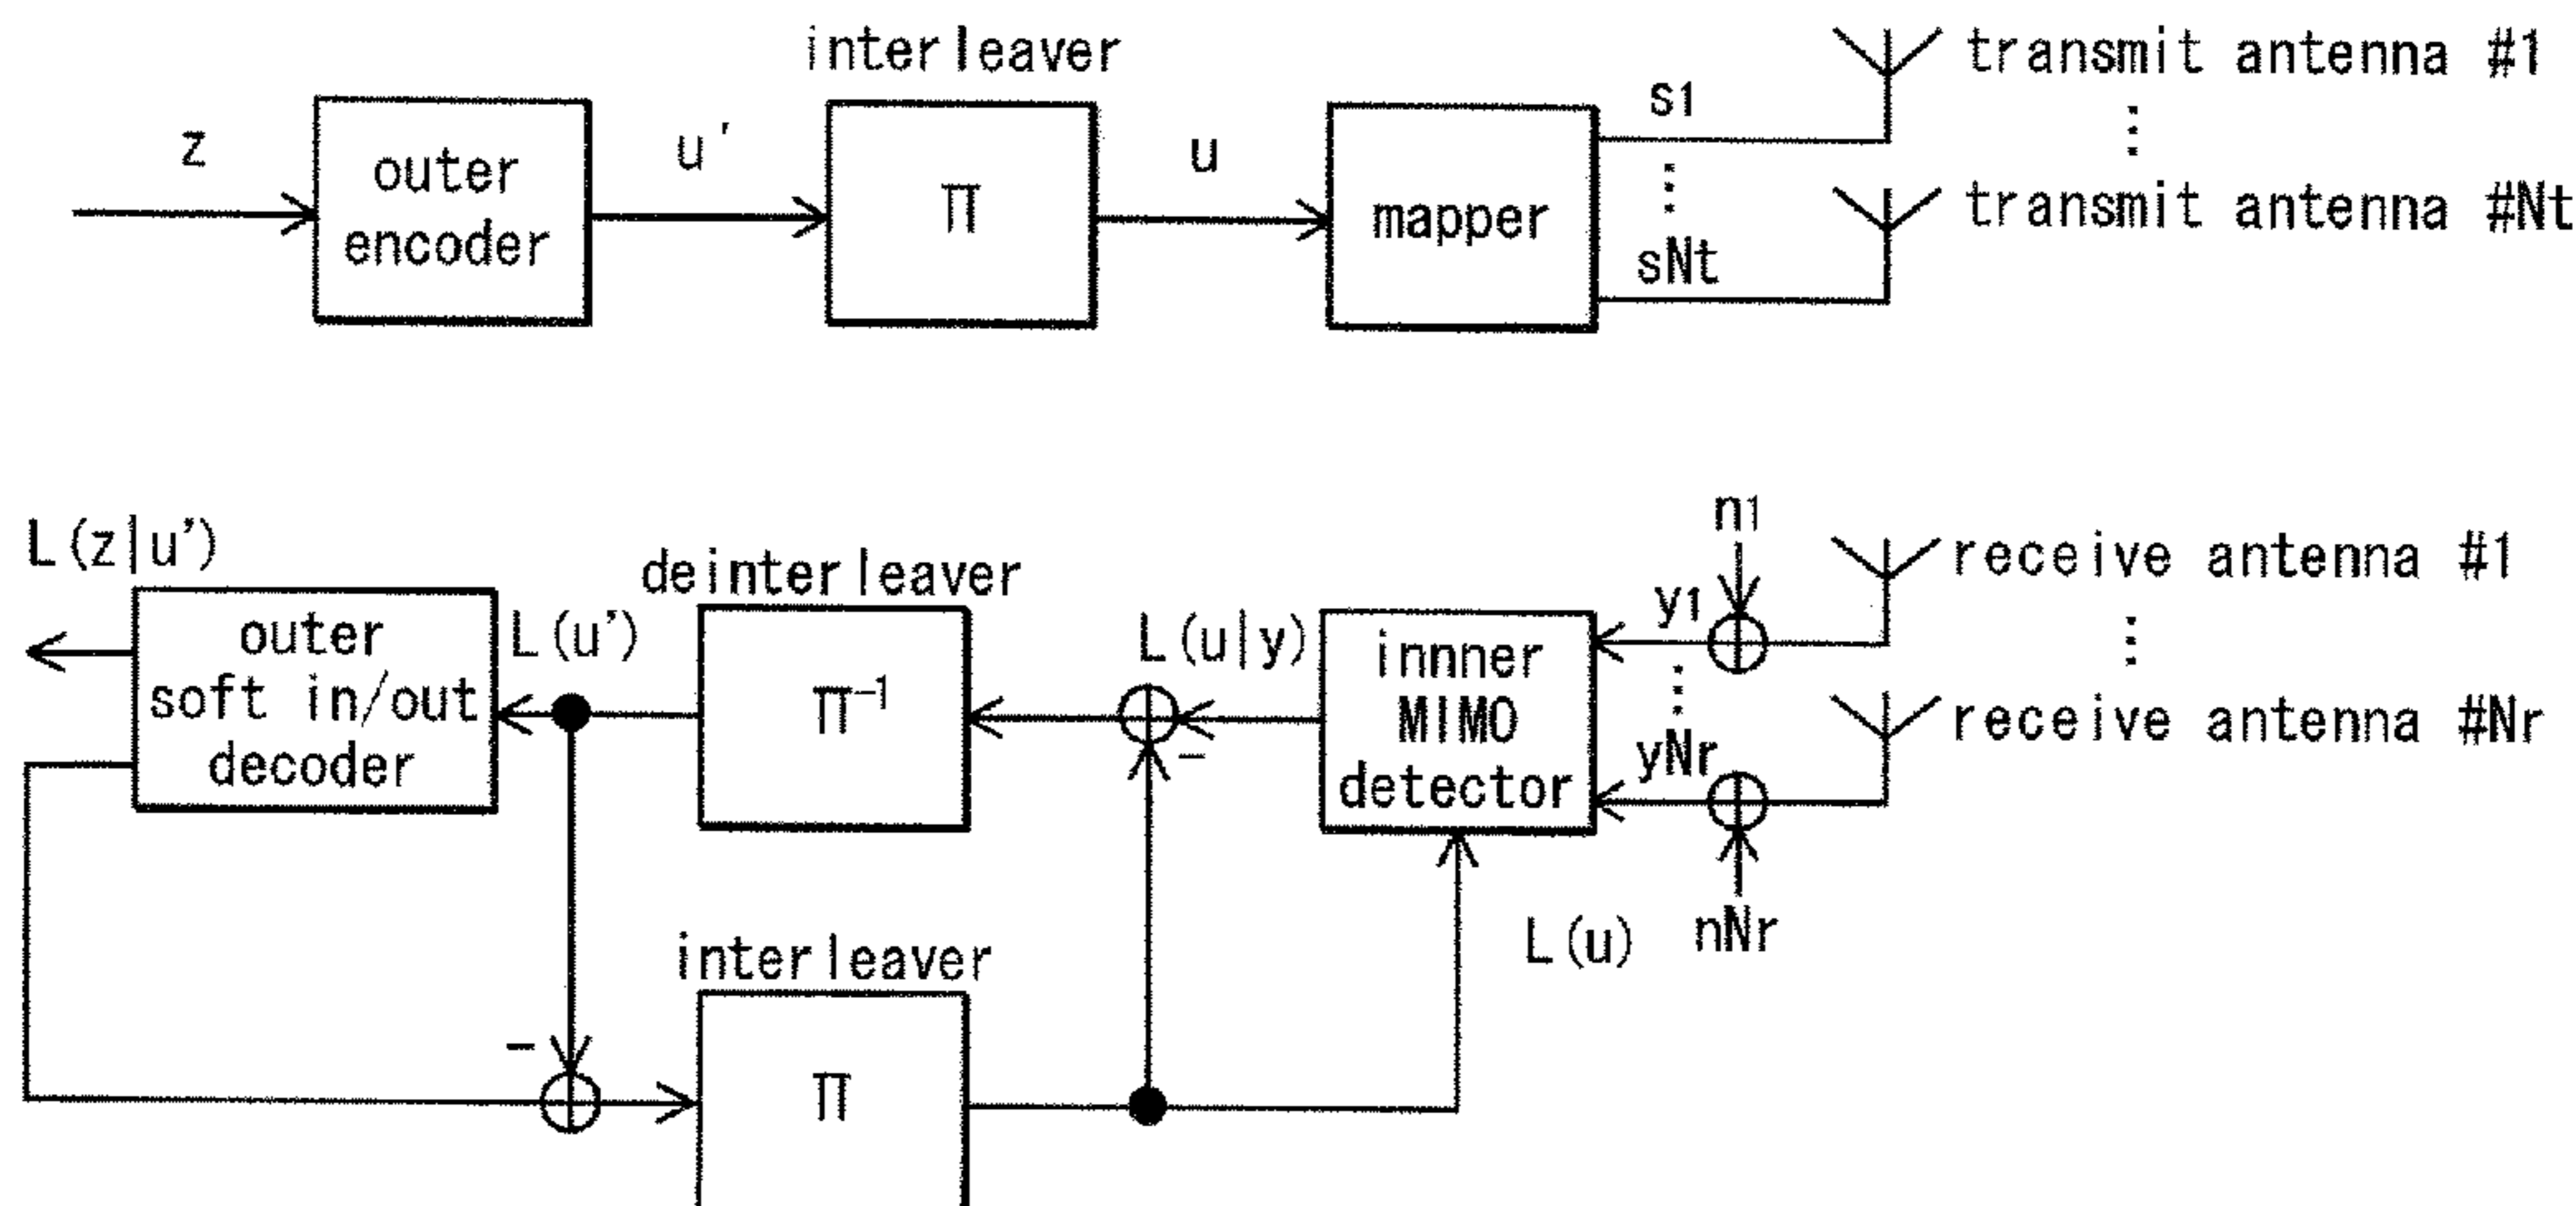 interleaver
transmit antenna #1
z
outer
encoder
u'
Π
u
mapper
s1
⋮
sNt
⋮
transmit antenna #Nt
L(z|u')
outer
soft in/out
decoder
L(u')
deinterleaver
Π⁻¹
L(u|y)
-
innner
MIMO
detector
y1
⋮
yNr
n1
nNr
receive antenna #1
⋮
receive antenna #Nr
L(u)
interleaver
-
Π